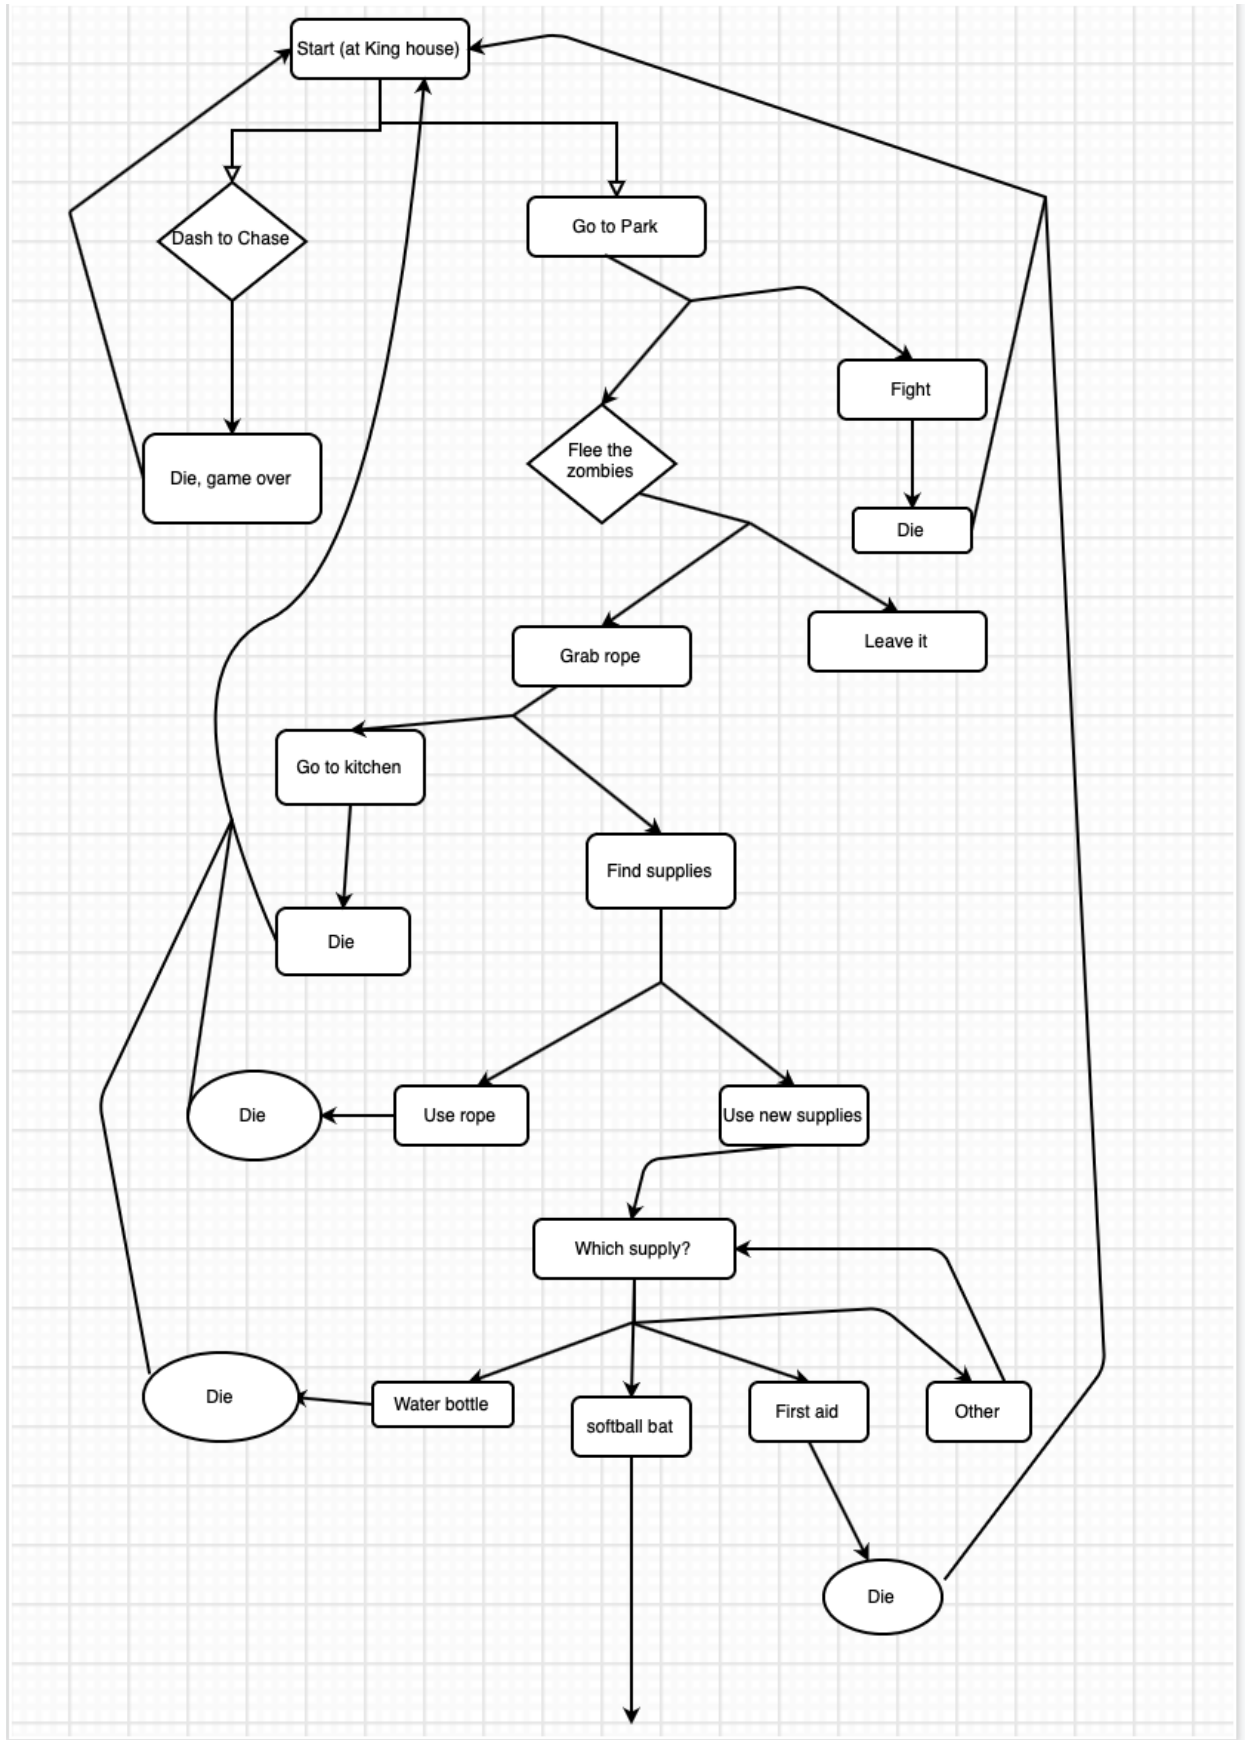 Start (at King house)
Dash to Chase
Go to Park
Fight
Flee the
zombies
Die, game over
Die
Grab rope
Leave it
Go to kitchen
Find supplies
Die
Die
Use rope
Use new supplies
Which supply?
Die
Water bottle
softball bat
First aid
Other
Die